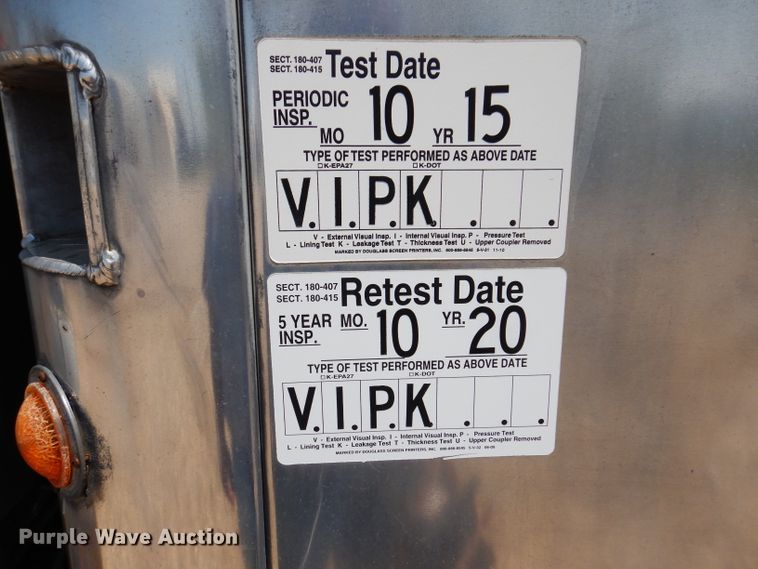 SECT. 180-407
SECT. 180-415
Test Date
PERIODIC
INSP.
MO 10 YR 15
TYPE OF TEST PERFORMED AS ABOVE DATE
□K-EPA27 □K-DOT
V. I. P. K. . . .
V - External Visual Insp. I - Internal Visual Insp. P - Pressure Test
L - Lining Test K - Leakage Test T - Thickness Test U - Upper Coupler Removed
MARKED BY DOUGLASS SCREEN PRINTERS, INC.
SECT. 180-407
SECT. 180-415
Retest Date
5 YEAR
INSP.
MO. 10 YR. 20
TYPE OF TEST PERFORMED AS ABOVE DATE
□K-EPA27 □K-DOT
V. I. P. K. . . .
V - External Visual Insp. I - Internal Visual Insp. P - Pressure Test
L - Lining Test K - Leakage Test T - Thickness Test U - Upper Coupler Removed
MARKED BY DOUGLASS SCREEN PRINTERS, INC.
Purple Wave Auction